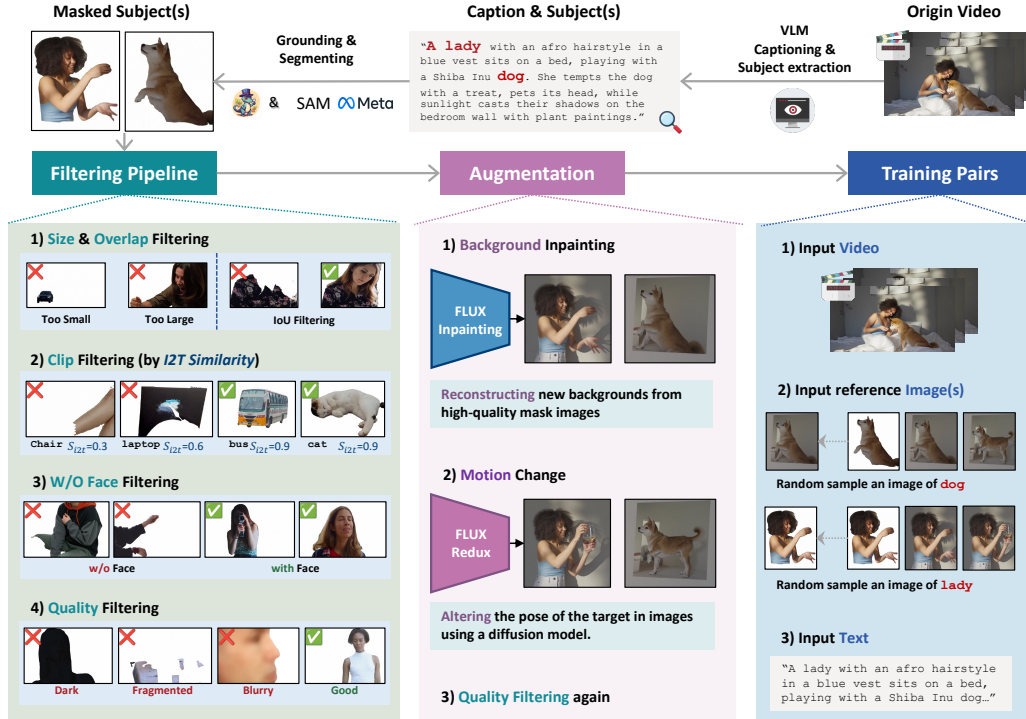 Masked Subject(s)
Caption & Subject(s)
Origin Video
Grounding &
Segmenting
& SAM Meta
“A lady with an afro hairstyle in a
blue vest sits on a bed, playing with
a Shiba Inu dog. She tempts the dog
with a treat, pets its head, while
sunlight casts their shadows on the
bedroom wall with plant paintings.”
VLM
Captioning &
Subject extraction
Filtering Pipeline
Augmentation
Training Pairs
1) Size & Overlap Filtering
Too Small
Too Large
IoU Filtering
2) Clip Filtering (by I2T Similarity)
Chair Si2t=0.3
laptop Si2t=0.6
bus Si2t=0.9
cat Si2t=0.9
3) W/O Face Filtering
w/o Face
with Face
4) Quality Filtering
Dark
Fragmented
Blurry
Good
1) Background Inpainting
FLUX
Inpainting
Reconstructing new backgrounds from
high-quality mask images
2) Motion Change
FLUX
Redux
Altering the pose of the target in images
using a diffusion model.
3) Quality Filtering again
1) Input Video
2) Input reference Image(s)
Random sample an image of dog
Random sample an image of lady
3) Input Text
“A lady with an afro hairstyle
in a blue vest sits on a bed,
playing with a Shiba Inu dog…”